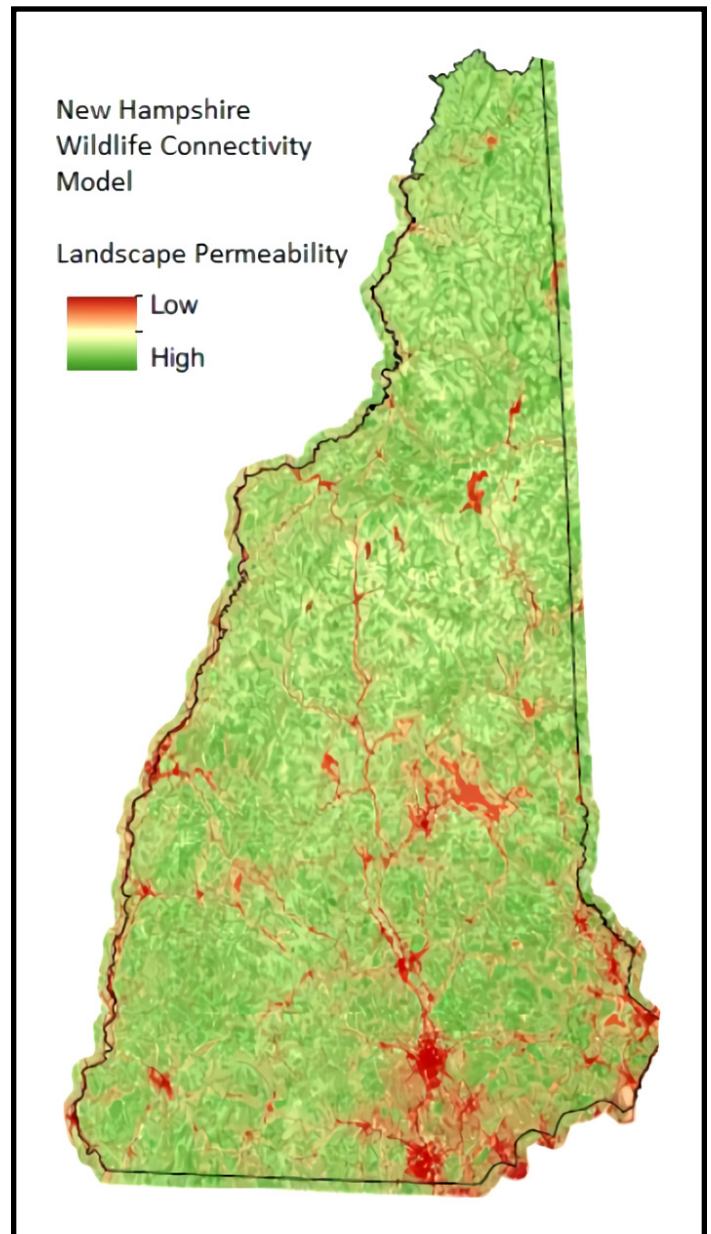 New Hampshire
Wildlife Connectivity
Model
Landscape Permeability
Low
High